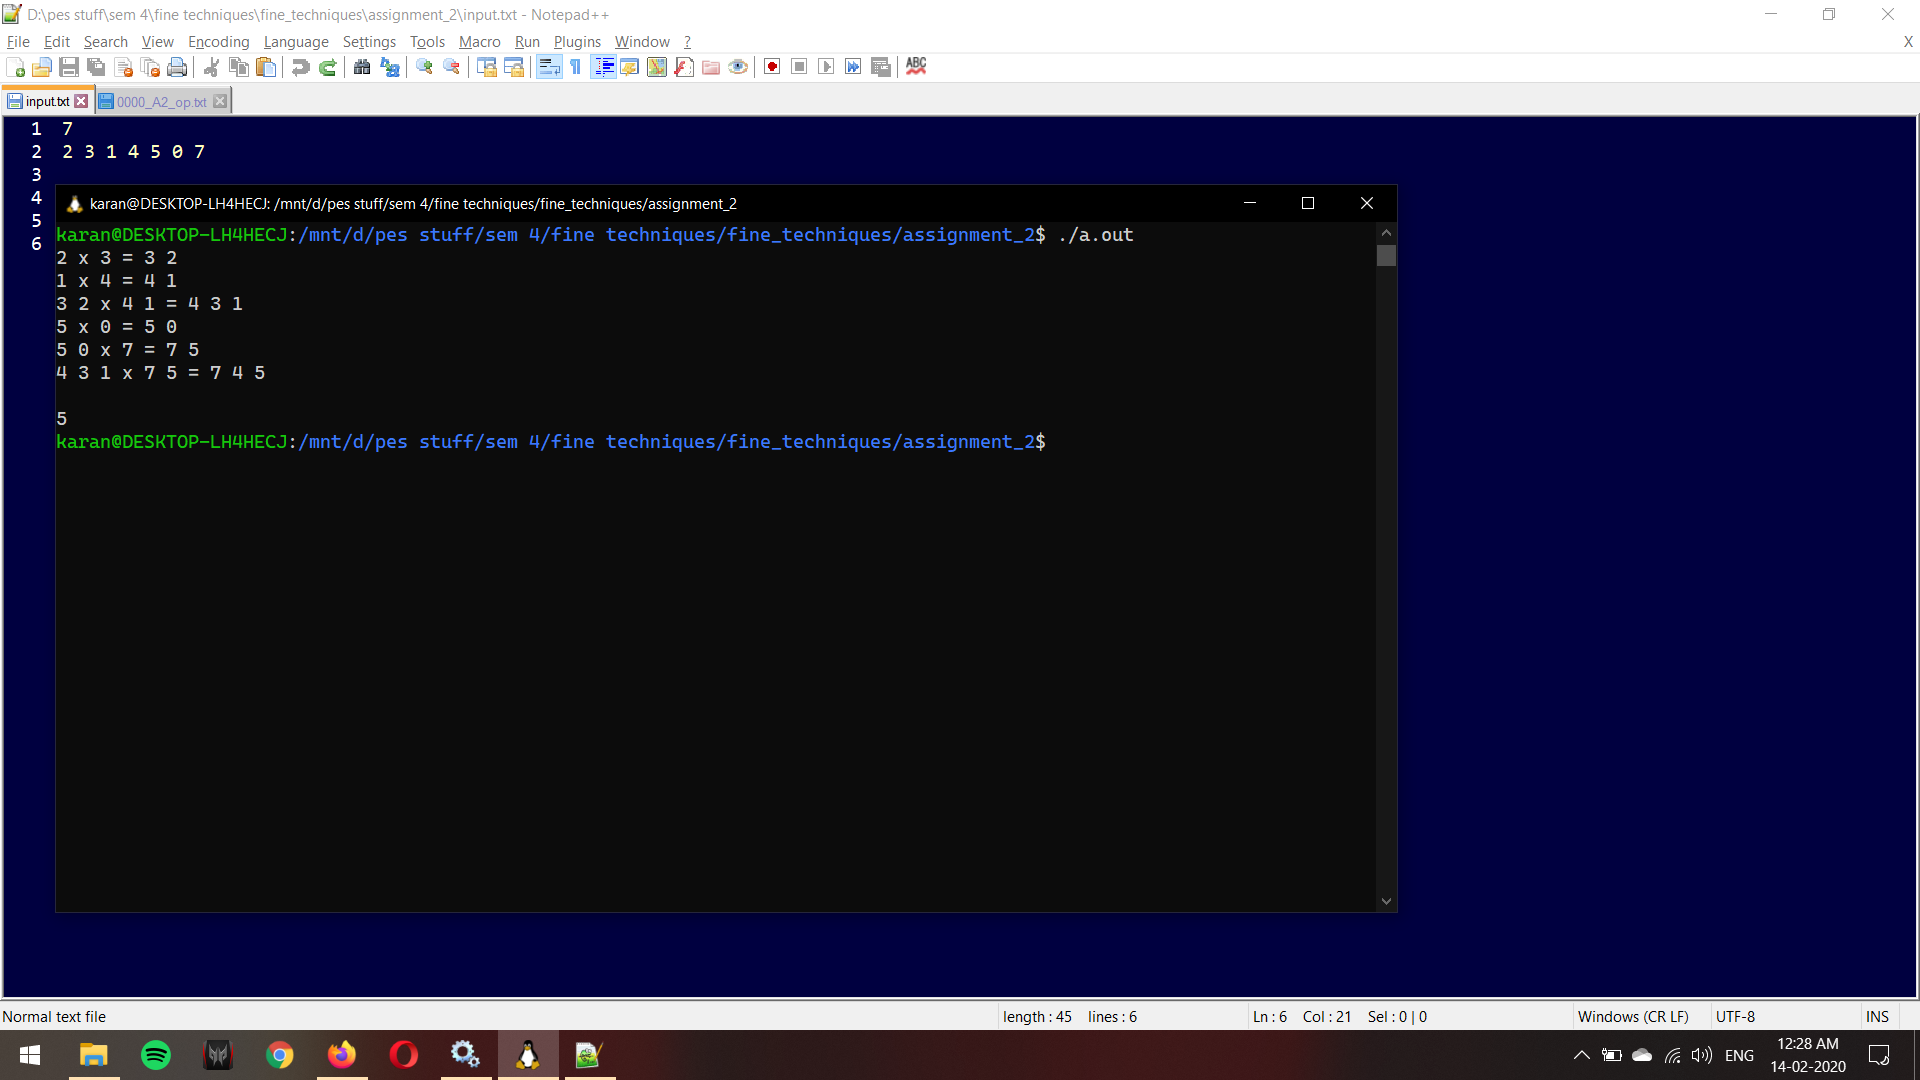 D:\pes stuff\sem 4\fine techniques\fine_techniques\assignment_2\input.txt - Notepad++
File Edit Search View Encoding Language Settings Tools Macro Run Plugins Window ? X
ABC
input.txt 0000_A2_op.txt
1 7
2 2 3 1 4 5 0 7
3
4
5
6
karan@DESKTOP-LH4HECJ: /mnt/d/pes stuff/sem 4/fine techniques/fine_techniques/assignment_2
karan@DESKTOP-LH4HECJ:/mnt/d/pes stuff/sem 4/fine techniques/fine_techniques/assignment_2$ ./a.out
2 x 3 = 3 2
1 x 4 = 4 1
3 2 x 4 1 = 4 3 1
5 x 0 = 5 0
5 0 x 7 = 7 5
4 3 1 x 7 5 = 7 4 5
5
karan@DESKTOP-LH4HECJ:/mnt/d/pes stuff/sem 4/fine techniques/fine_techniques/assignment_2$
Normal text file length : 45 lines : 6 Ln : 6 Col : 21 Sel : 0 | 0 Windows (CR LF) UTF-8 INS
ENG
12:28 AM
14-02-2020